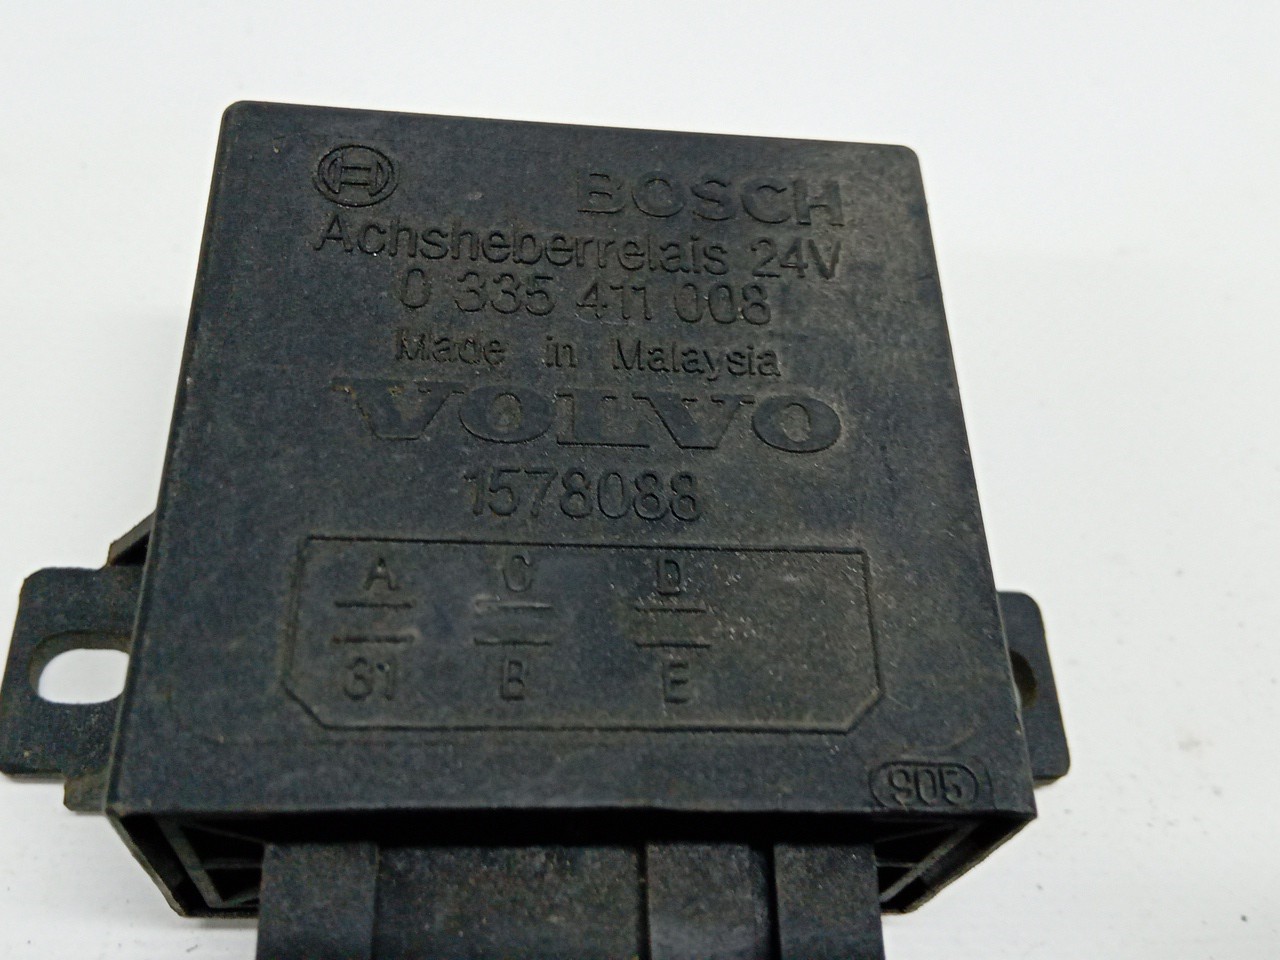 BOSCH
Achsheberrelais 24V
0 335 411 008
Made in Malaysia
VOLVO
1578088
A C D
31 B E
905